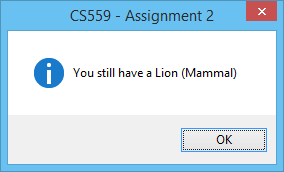 CS559 - Assignment 2
You still have a Lion (Mammal)
OK